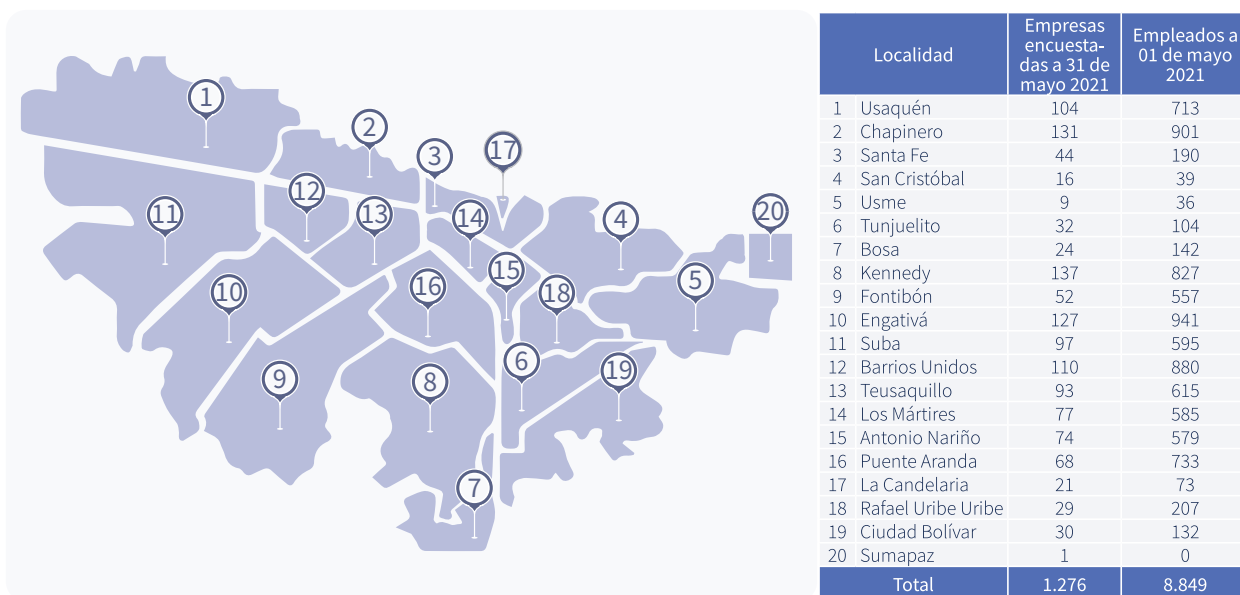 1
2
3
17
12
13
14
11
4
20
15
5
10
16
18
6
19
9
8
7
Localidad
Empresas
encuesta-
das a 31 de
mayo 2021
Empleados a
01 de mayo
2021
1 Usaquén 104 713
2 Chapinero 131 901
3 Santa Fe 44 190
4 San Cristóbal 16 39
5 Usme 9 36
6 Tunjuelito 32 104
7 Bosa 24 142
8 Kennedy 137 827
9 Fontibón 52 557
10 Engativá 127 941
11 Suba 97 595
12 Barrios Unidos 110 880
13 Teusaquillo 93 615
14 Los Mártires 77 585
15 Antonio Nariño 74 579
16 Puente Aranda 68 733
17 La Candelaria 21 73
18 Rafael Uribe Uribe 29 207
19 Ciudad Bolívar 30 132
20 Sumapaz 1 0
Total 1.276 8.849